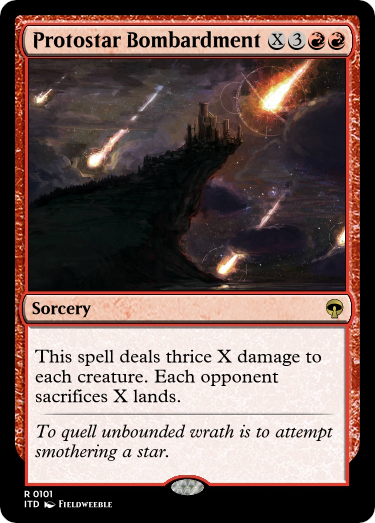 Protostar Bombardment X 3
Sorcery
This spell deals thrice X damage to
each creature. Each opponent
sacrifices X lands.
To quell unbounded wrath is to attempt
smothering a star.
R 0101
ITD FIELDWEEBLE